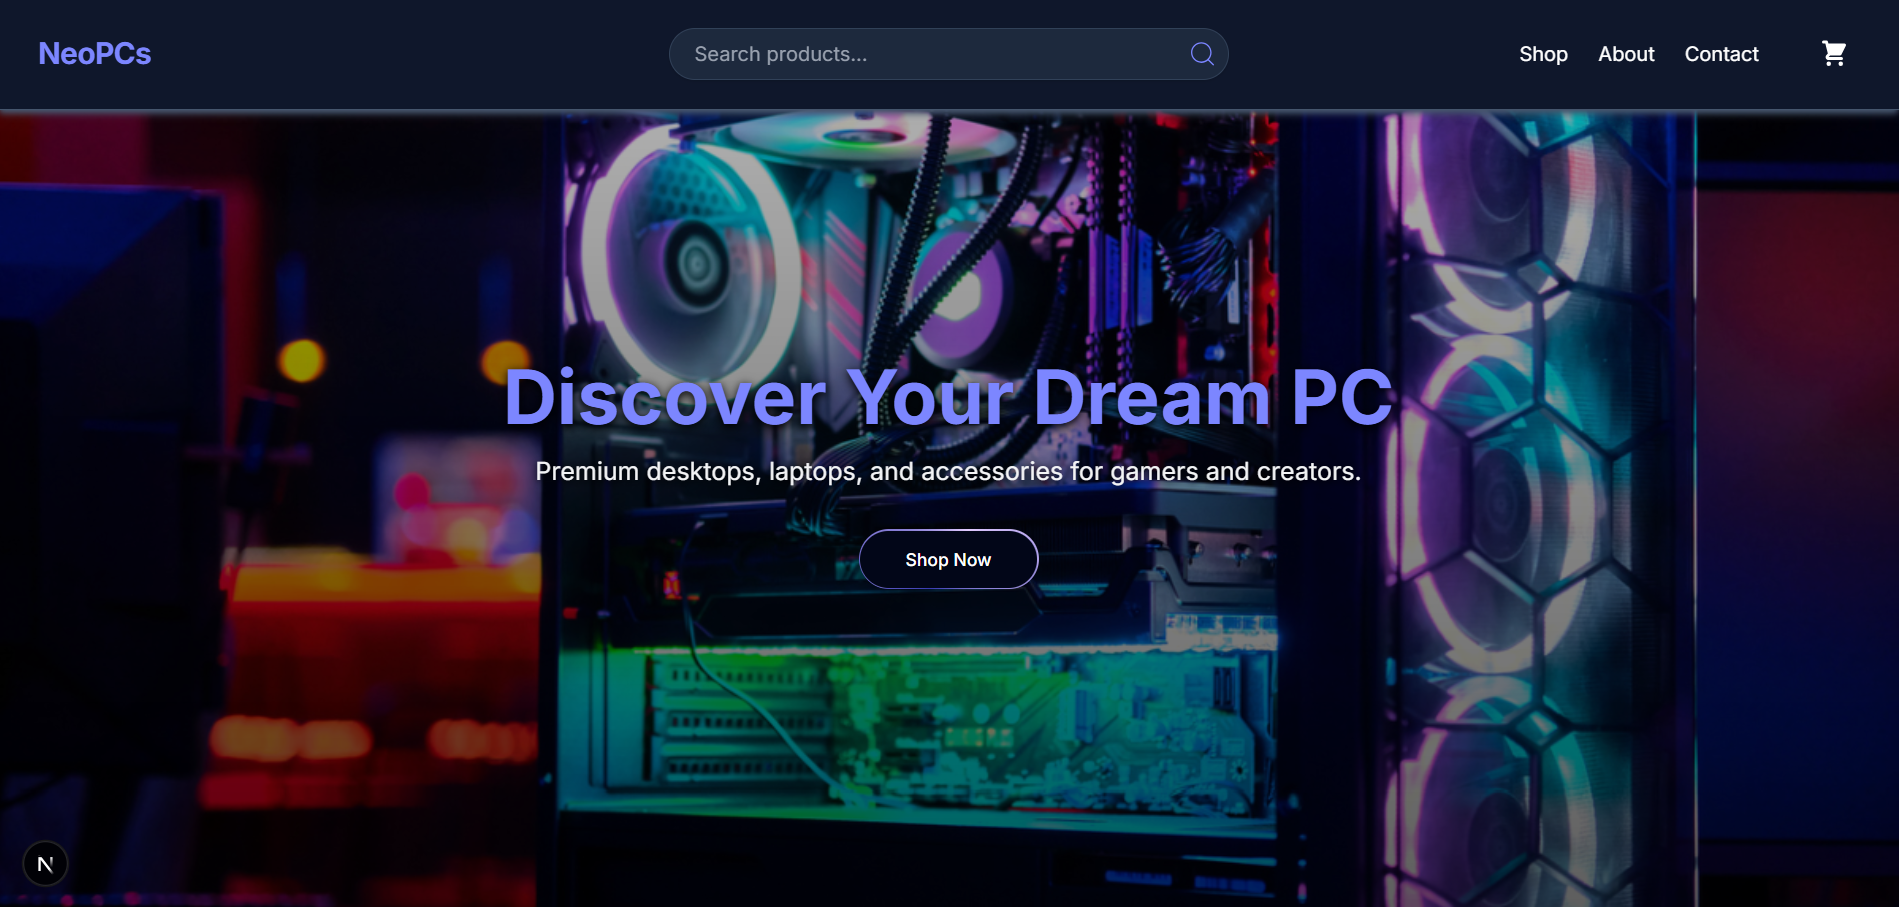 NeoPCs
Search products...
Shop
About
Contact
Discover Your Dream PC
Premium desktops, laptops, and accessories for gamers and creators.
Shop Now
N